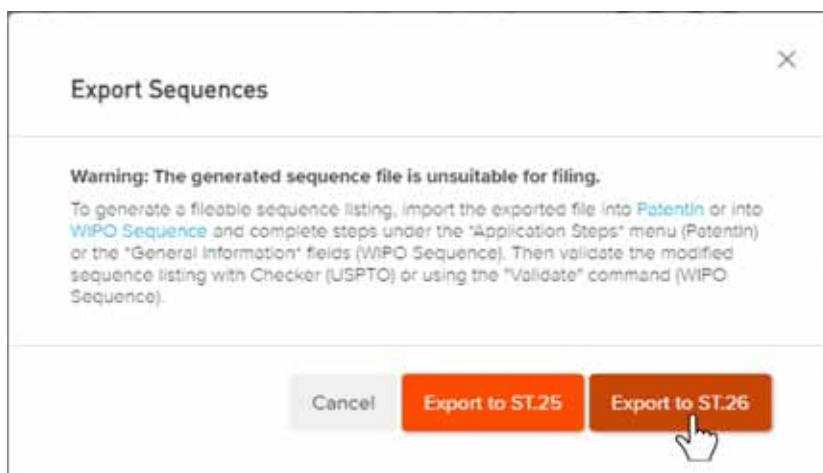 Export Sequences
Warning: The generated sequence file is unsuitable for filing.
To generate a fileable sequence listing, import the exported file into PatentIn or into
WIPO Sequence and complete steps under the "Application Steps" menu (PatentIn)
or the "General Information" fields (WIPO Sequence). Then validate the modified
sequence listing with Checker (USPTO) or using the "Validate" command (WIPO
Sequence).
Cancel
Export to ST.25
Export to ST.26